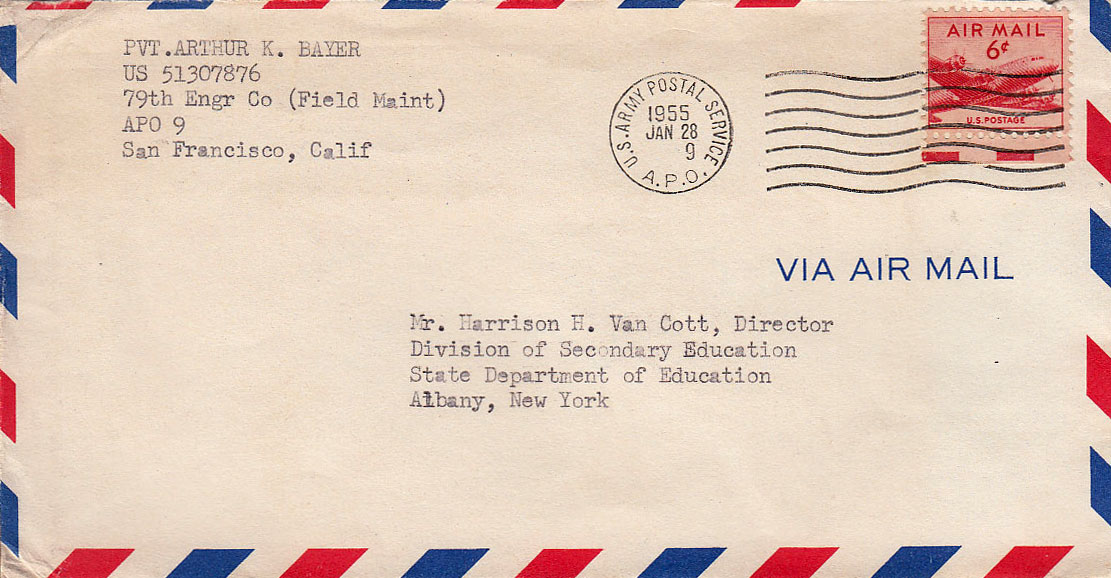 PVT.ARTHUR K. BAYER
US 51307876
79th Engr Co (Field Maint)
APO 9
San Francisco, Calif
U.S. ARMY POSTAL SERVICE,
1955
JAN 28
9
A.P.O.
AIR MAIL
6¢
U.S. POSTAGE
VIA AIR MAIL
Mr. Harrison H. Van Cott, Director
Division of Secondary Education
State Department of Education
Albany, New York